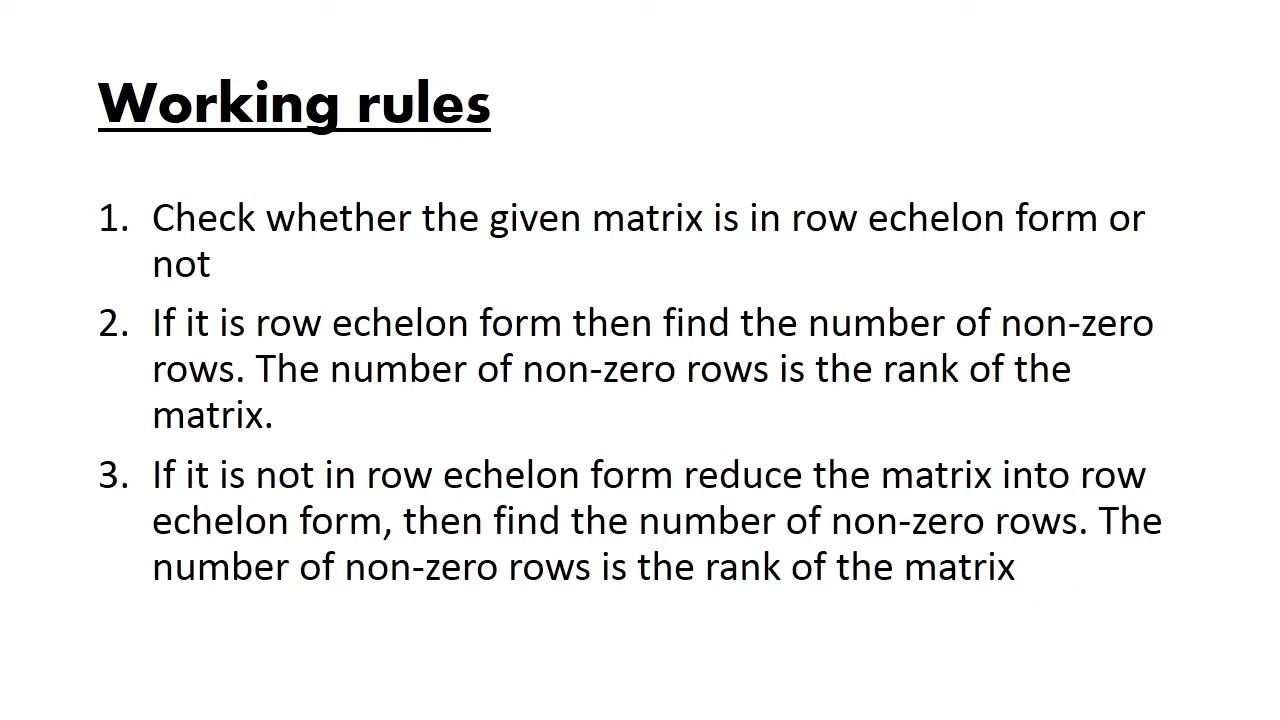 Working rules
1. Check whether the given matrix is in row echelon form or
not
2. If it is row echelon form then find the number of non-zero
rows. The number of non-zero rows is the rank of the
matrix.
3. If it is not in row echelon form reduce the matrix into row
echelon form, then find the number of non-zero rows. The
number of non-zero rows is the rank of the matrix